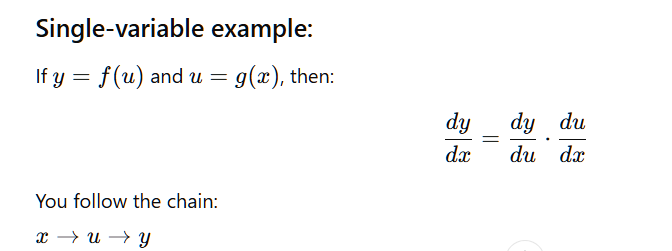 Single-variable example:
If y = f(u) and u = g(x), then:
dy/dx = dy/du · du/dx
You follow the chain:
x → u → y